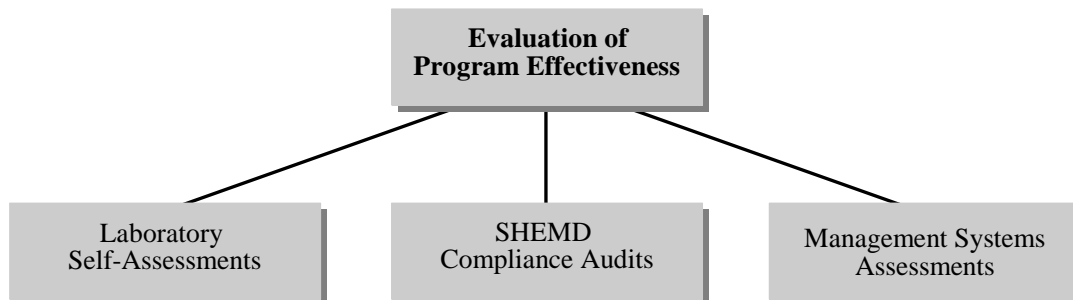 Evaluation of
Program Effectiveness
Laboratory
Self-Assessments
SHEMD
Compliance Audits
Management Systems
Assessments